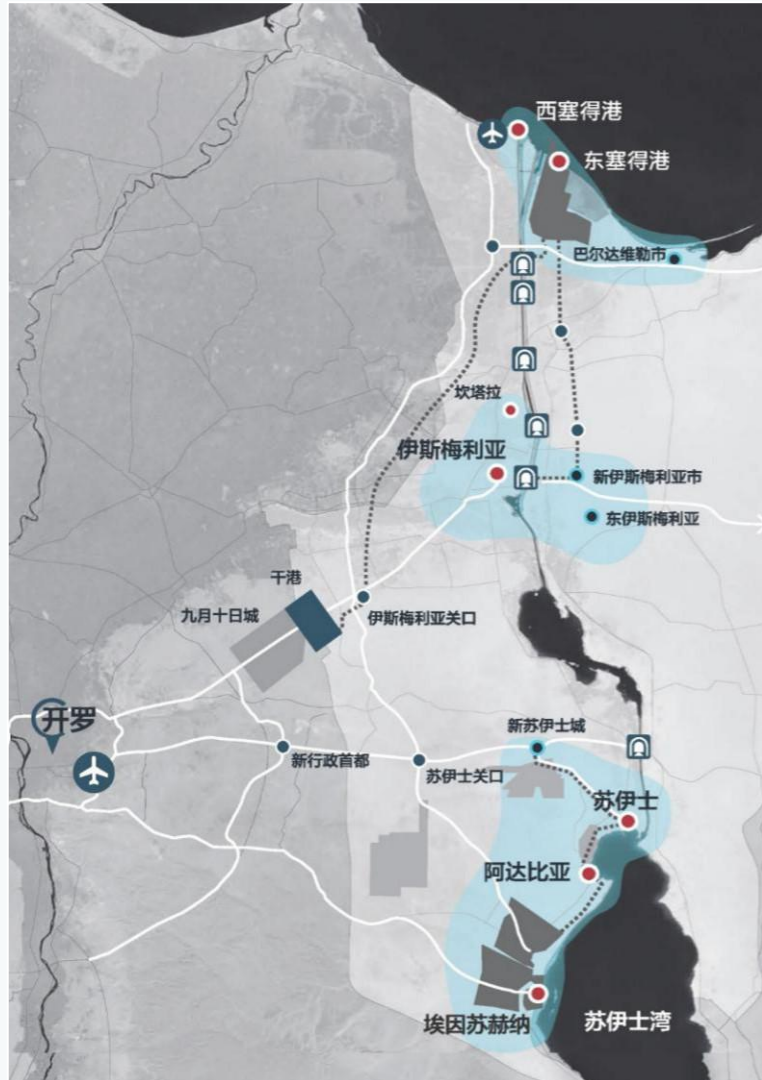 西塞得港
东塞得港
巴尔达维勒市
坎塔拉
伊斯梅利亚
新伊斯梅利亚市
东伊斯梅利亚
干港
九月十日城
伊斯梅利亚关口
开罗
新苏伊士城
新行政首都
苏伊士关口
苏伊士
阿达比亚
埃因苏赫纳
苏伊士湾